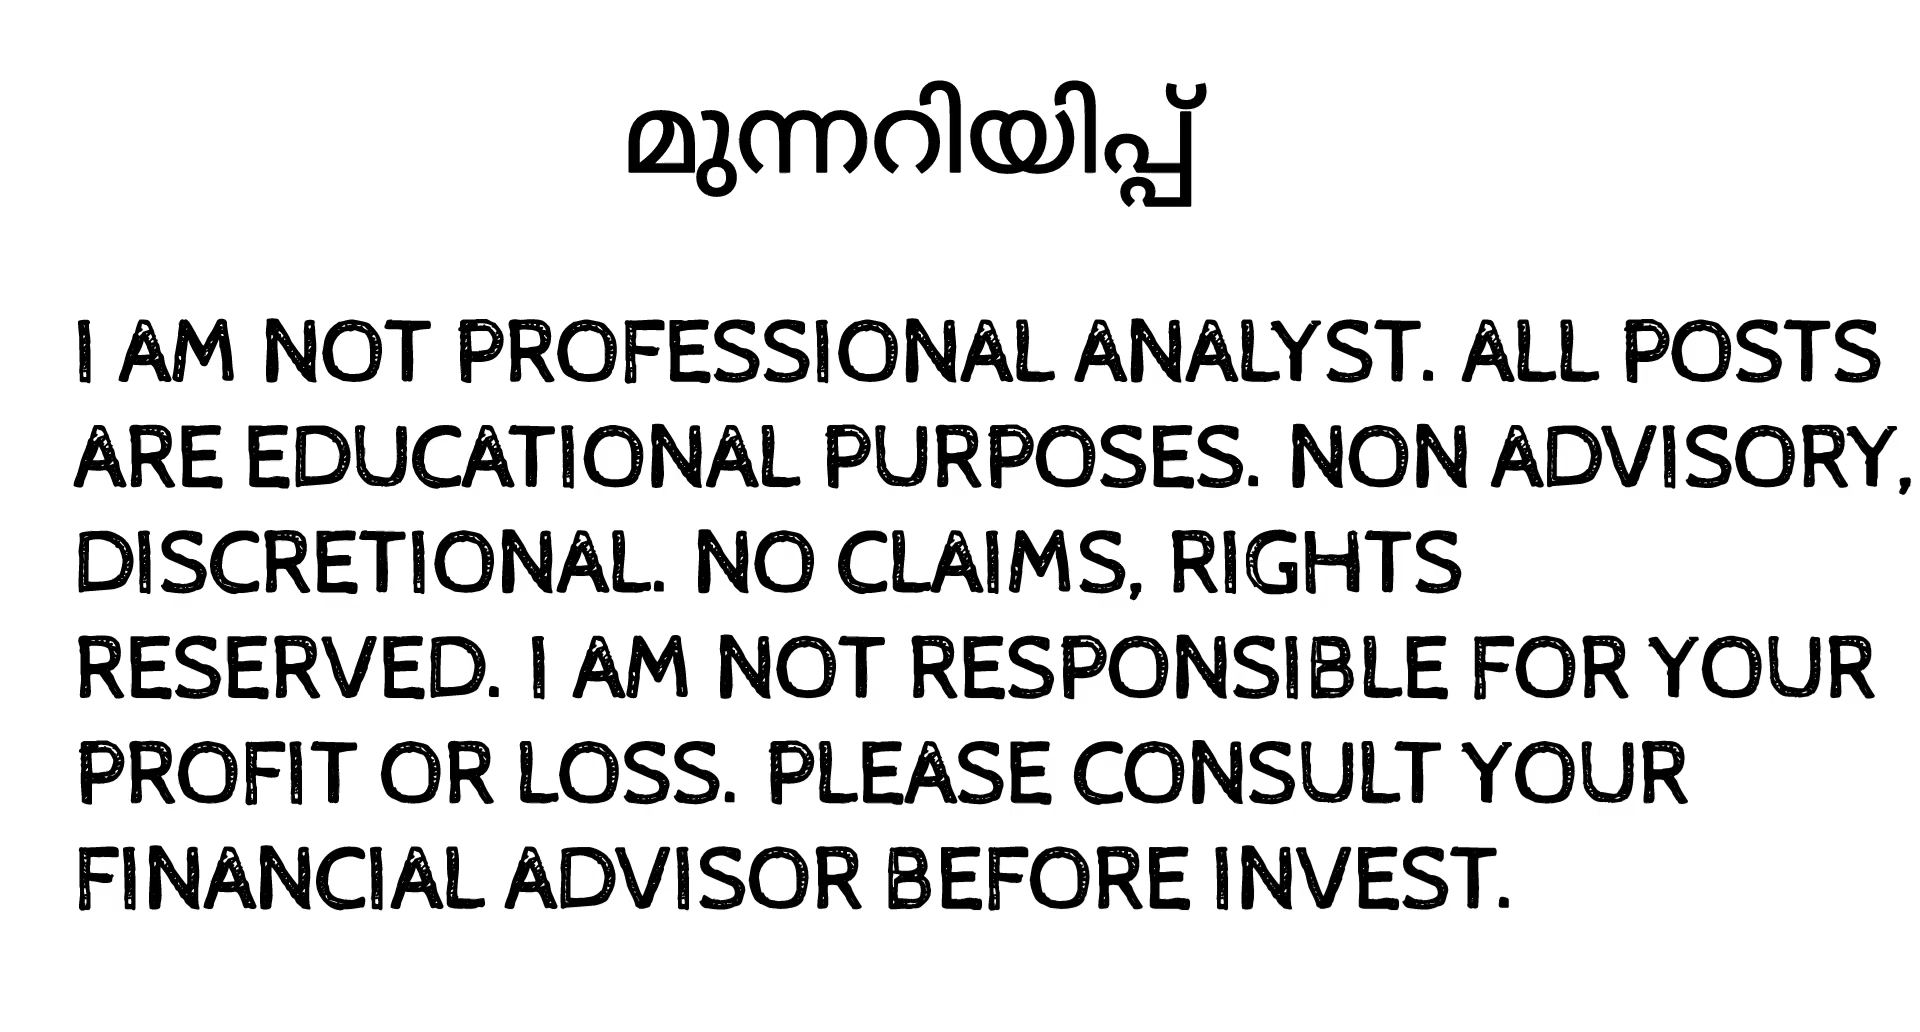 മുന്നറിയിപ്പ്
I AM NOT PROFESSIONAL ANALYST. ALL POSTS
ARE EDUCATIONAL PURPOSES. NON ADVISORY,
DISCRETIONAL. NO CLAIMS, RIGHTS
RESERVED. I AM NOT RESPONSIBLE FOR YOUR
PROFIT OR LOSS. PLEASE CONSULT YOUR
FINANCIAL ADVISOR BEFORE INVEST.